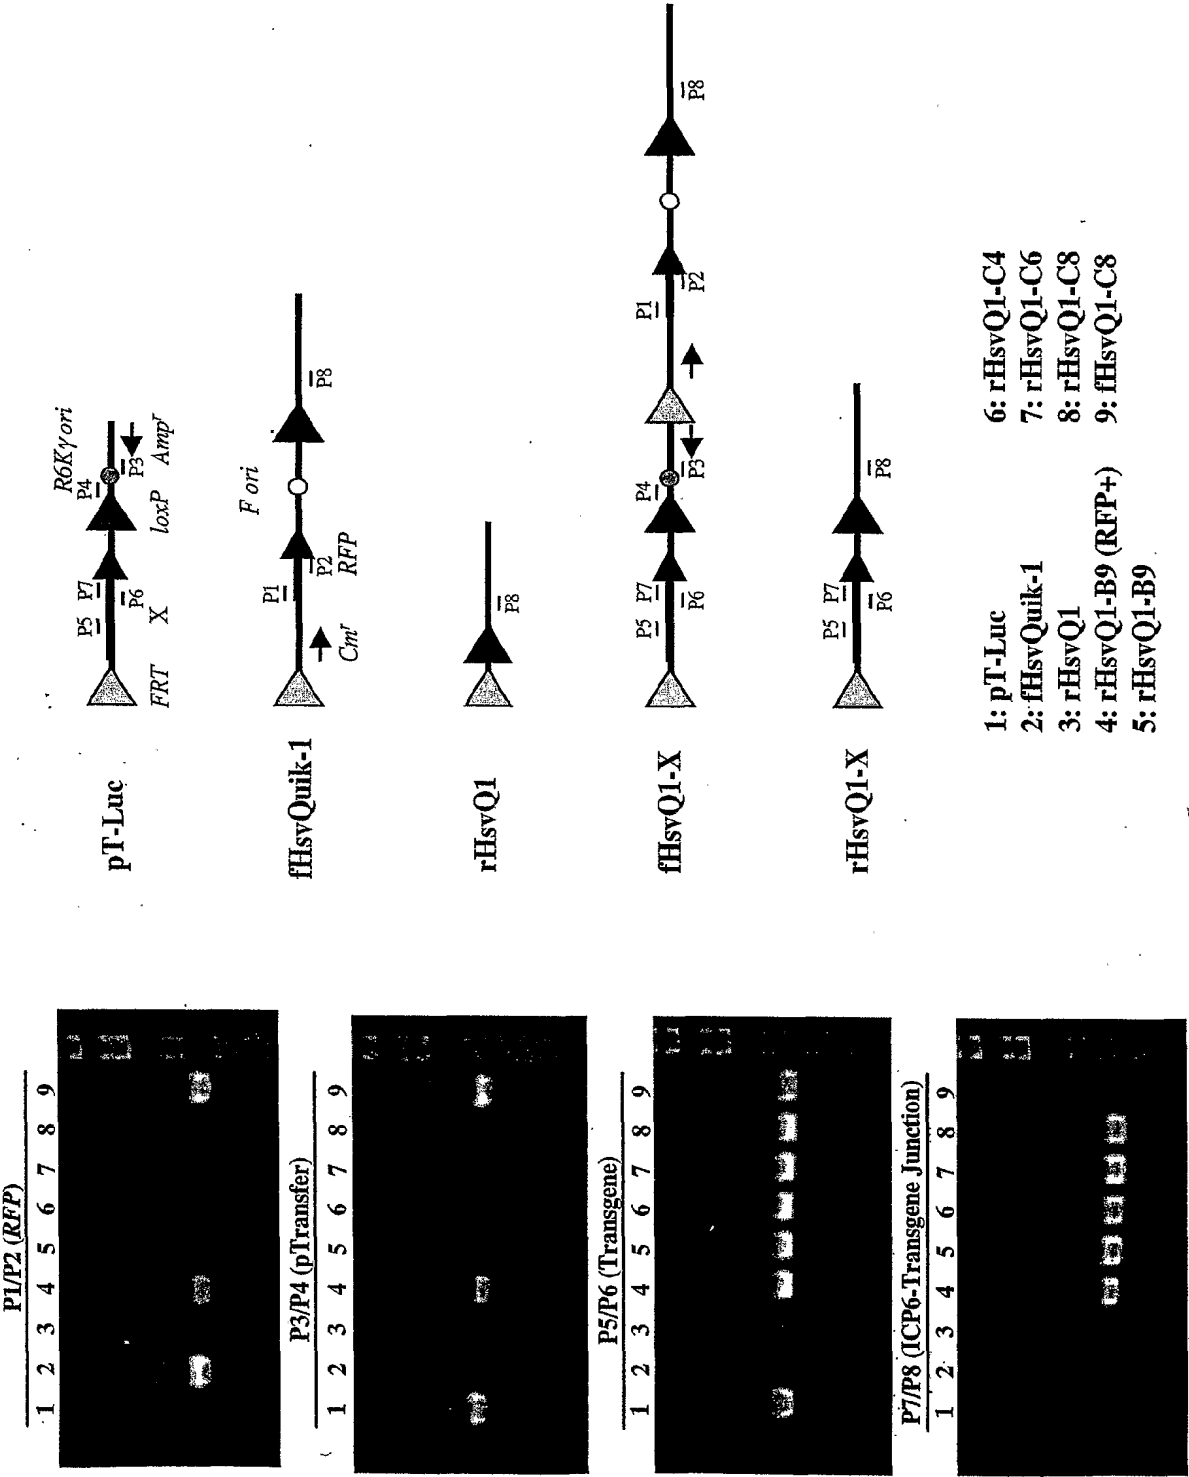 P1/P2 (RFP)
1 2 3 4 5 6 7 8 9
P3/P4 (pTransfer)
1 2 3 4 5 6 7 8 9
P5/P6 (Transgene)
1 2 3 4 5 6 7 8 9
P7/P8 (ICP6-Transgene Junction)
1 2 3 4 5 6 7 8 9
pT-Luc
P5 P7 P4 R6Kγ ori
P6 P3
FRT X loxP Ampʳ
fHsvQuik-1
P1 F ori
P2 P8
Cmʳ RFP
rHsvQ1
P8
fHsvQ1-X
P5 P7 P4 P1
P6 P3 P2 P8
rHsvQ1-X
P5 P7
P6 P8
1: pT-Luc
2: fHsvQuik-1
3: rHsvQ1
4: rHsvQ1-B9 (RFP+)
5: rHsvQ1-B9
6: rHsvQ1-C4
7: rHsvQ1-C6
8: rHsvQ1-C8
9: fHsvQ1-C8